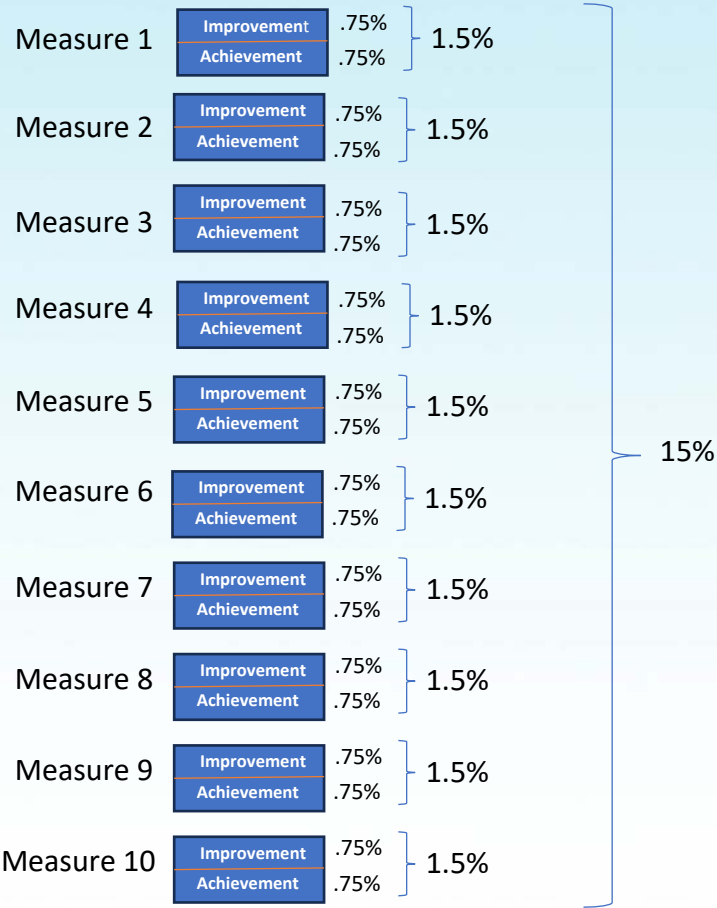 Measure 1
Improvement
Achievement
.75%
.75%
1.5%
Measure 2
Improvement
Achievement
.75%
.75%
1.5%
Measure 3
Improvement
Achievement
.75%
.75%
1.5%
Measure 4
Improvement
Achievement
.75%
.75%
1.5%
Measure 5
Improvement
Achievement
.75%
.75%
1.5%
Measure 6
Improvement
Achievement
.75%
.75%
1.5%
Measure 7
Improvement
Achievement
.75%
.75%
1.5%
Measure 8
Improvement
Achievement
.75%
.75%
1.5%
Measure 9
Improvement
Achievement
.75%
.75%
1.5%
Measure 10
Improvement
Achievement
.75%
.75%
1.5%
15%